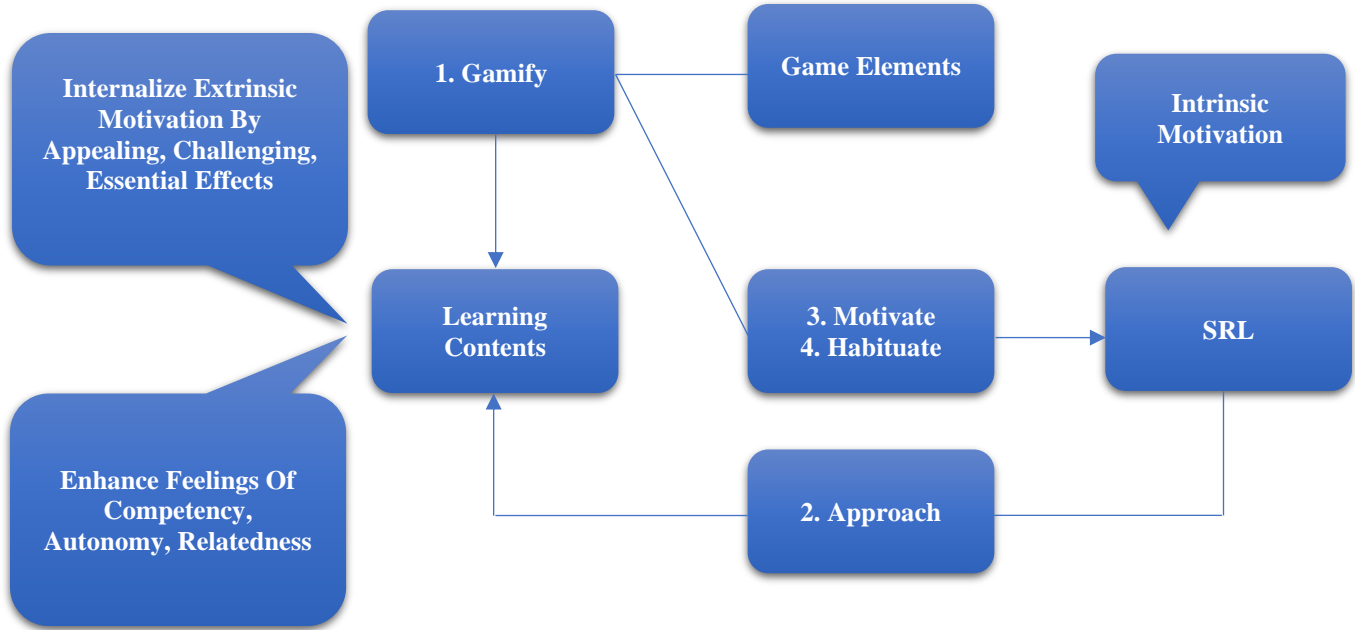 Internalize Extrinsic
Motivation By
Appealing, Challenging,
Essential Effects
1. Gamify
Game Elements
Intrinsic
Motivation
Learning
Contents
3. Motivate
4. Habituate
SRL
Enhance Feelings Of
Competency,
Autonomy, Relatedness
2. Approach